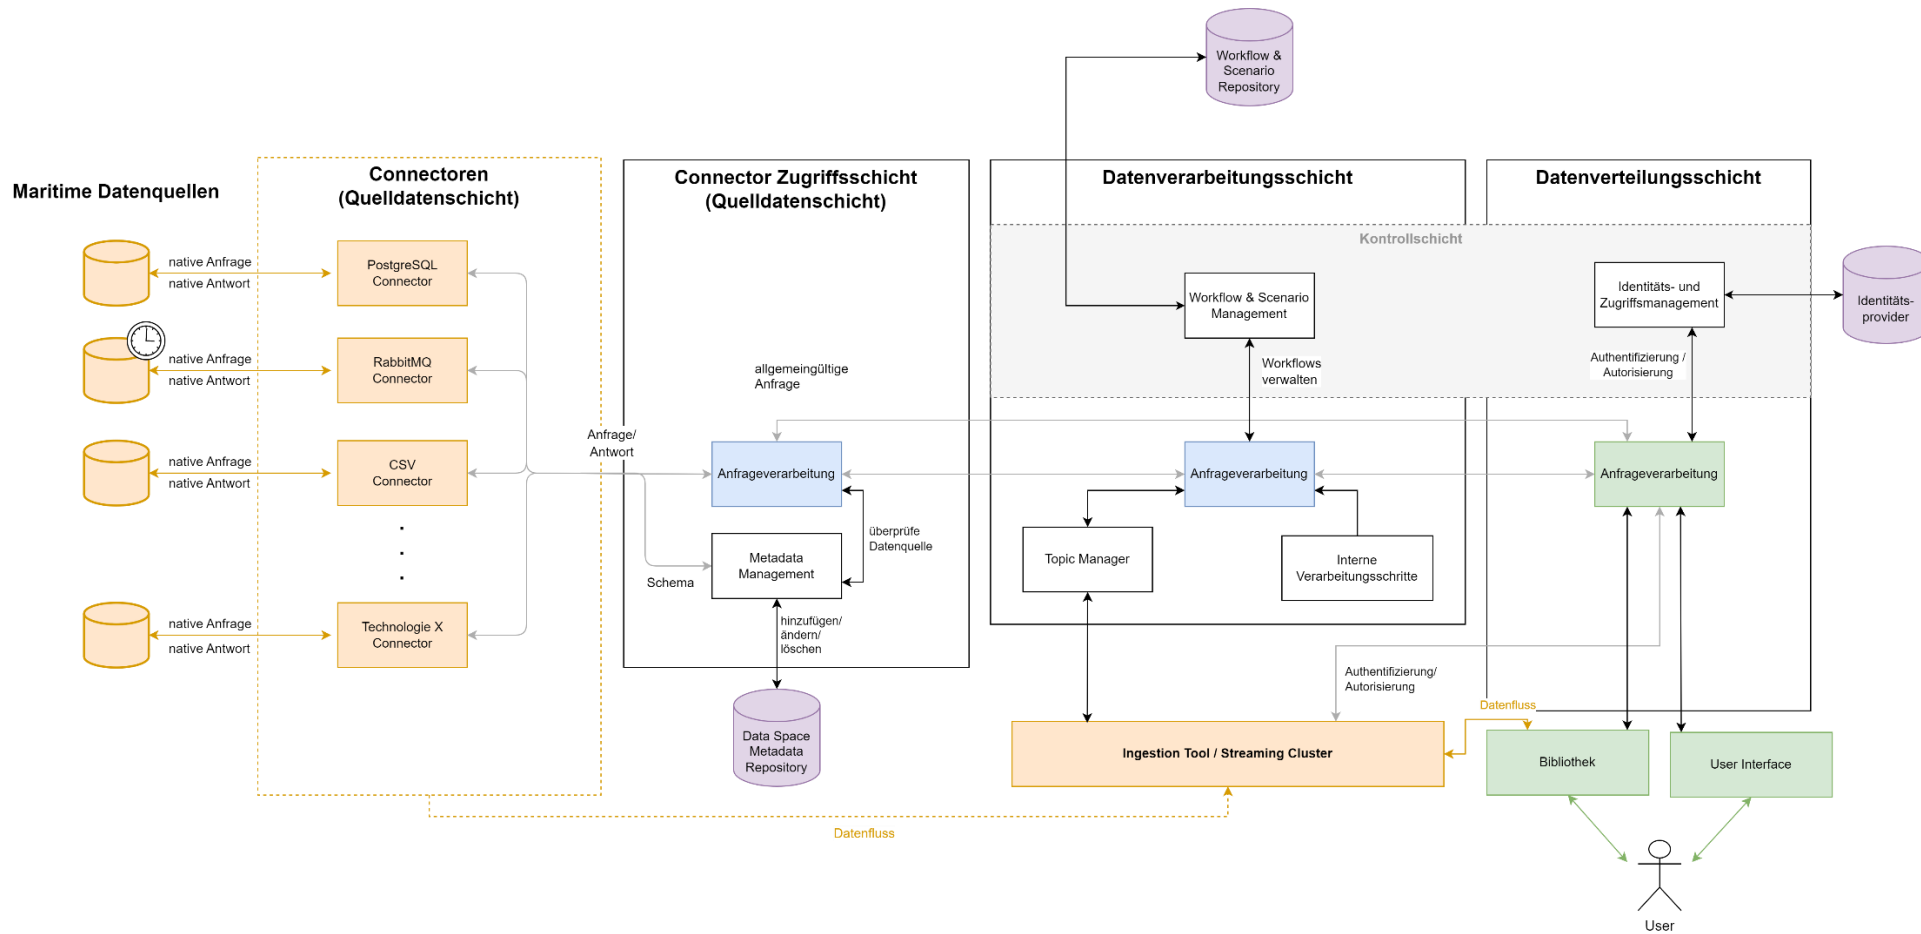 Workflow &
Scenario
Repository
Maritime Datenquellen
Connectoren
(Quelldatenschicht)
Connector Zugriffsschicht
(Quelldatenschicht)
Datenverarbeitungsschicht
Datenverteilungsschicht
Kontrollschicht
native Anfrage
native Antwort
PostgreSQL
Connector
native Anfrage
native Antwort
RabbitMQ
Connector
native Anfrage
native Antwort
CSV
Connector
native Anfrage
native Antwort
Technologie X
Connector
Anfrage/
Antwort
allgemeingültige
Anfrage
Anfrageverarbeitung
überprüfe
Datenquelle
Metadata
Management
Schema
hinzufügen/
ändern/
löschen
Data Space
Metadata
Repository
Workflow & Scenario
Management
Workflows
verwalten
Anfrageverarbeitung
Topic Manager
Interne
Verarbeitungsschritte
Identitäts- und
Zugriffsmanagement
Identitäts-
provider
Authentifizierung /
Autorisierung
Anfrageverarbeitung
Authentifizierung/
Autorisierung
Datenfluss
Ingestion Tool / Streaming Cluster
Bibliothek
User Interface
Datenfluss
User